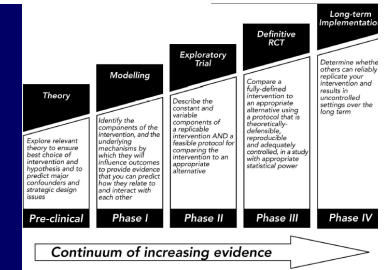 Theory
Explore relevant
theory to ensure
best choice of
intervention and
hypothesis and to
predict major
confounders and
strategic design
issues
Pre-clinical
Modelling
Identify the
components of the
intervention, and the
underlying
mechanisms by
which they will
influence outcomes
to provide evidence
that you can predict
how they relate to
and interact with
each other
Phase I
Exploratory
Trial
Describe the
constant and
variable
components of
a replicable
intervention AND a
feasible protocol for
comparing the
intervention to an
appropriate
alternative
Phase II
Definitive
RCT
Compare a
fully-defined
intervention to
an appropriate
alternative using
a protocol that is
theoretically-
defensible,
reproducible
and adequately
controlled, in a study
with appropriate
statistical power
Phase III
Long-term
Implementatio
Determine whethe
others can reliably
replicate your
intervention and
results in
uncontrolled
settings over the
long term
Phase IV
Continuum of increasing evidence